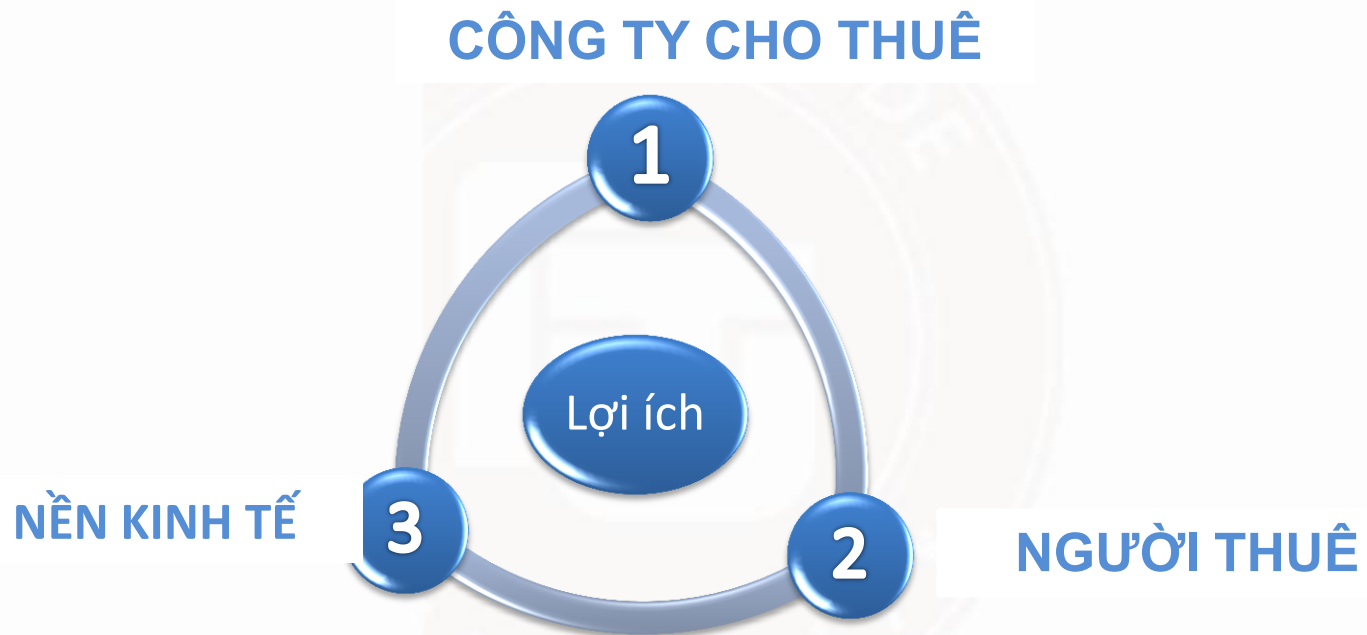 CÔNG TY CHO THUÊ
1
Lợi ích
NỀN KINH TẾ
3
2
NGƯỜI THUÊ